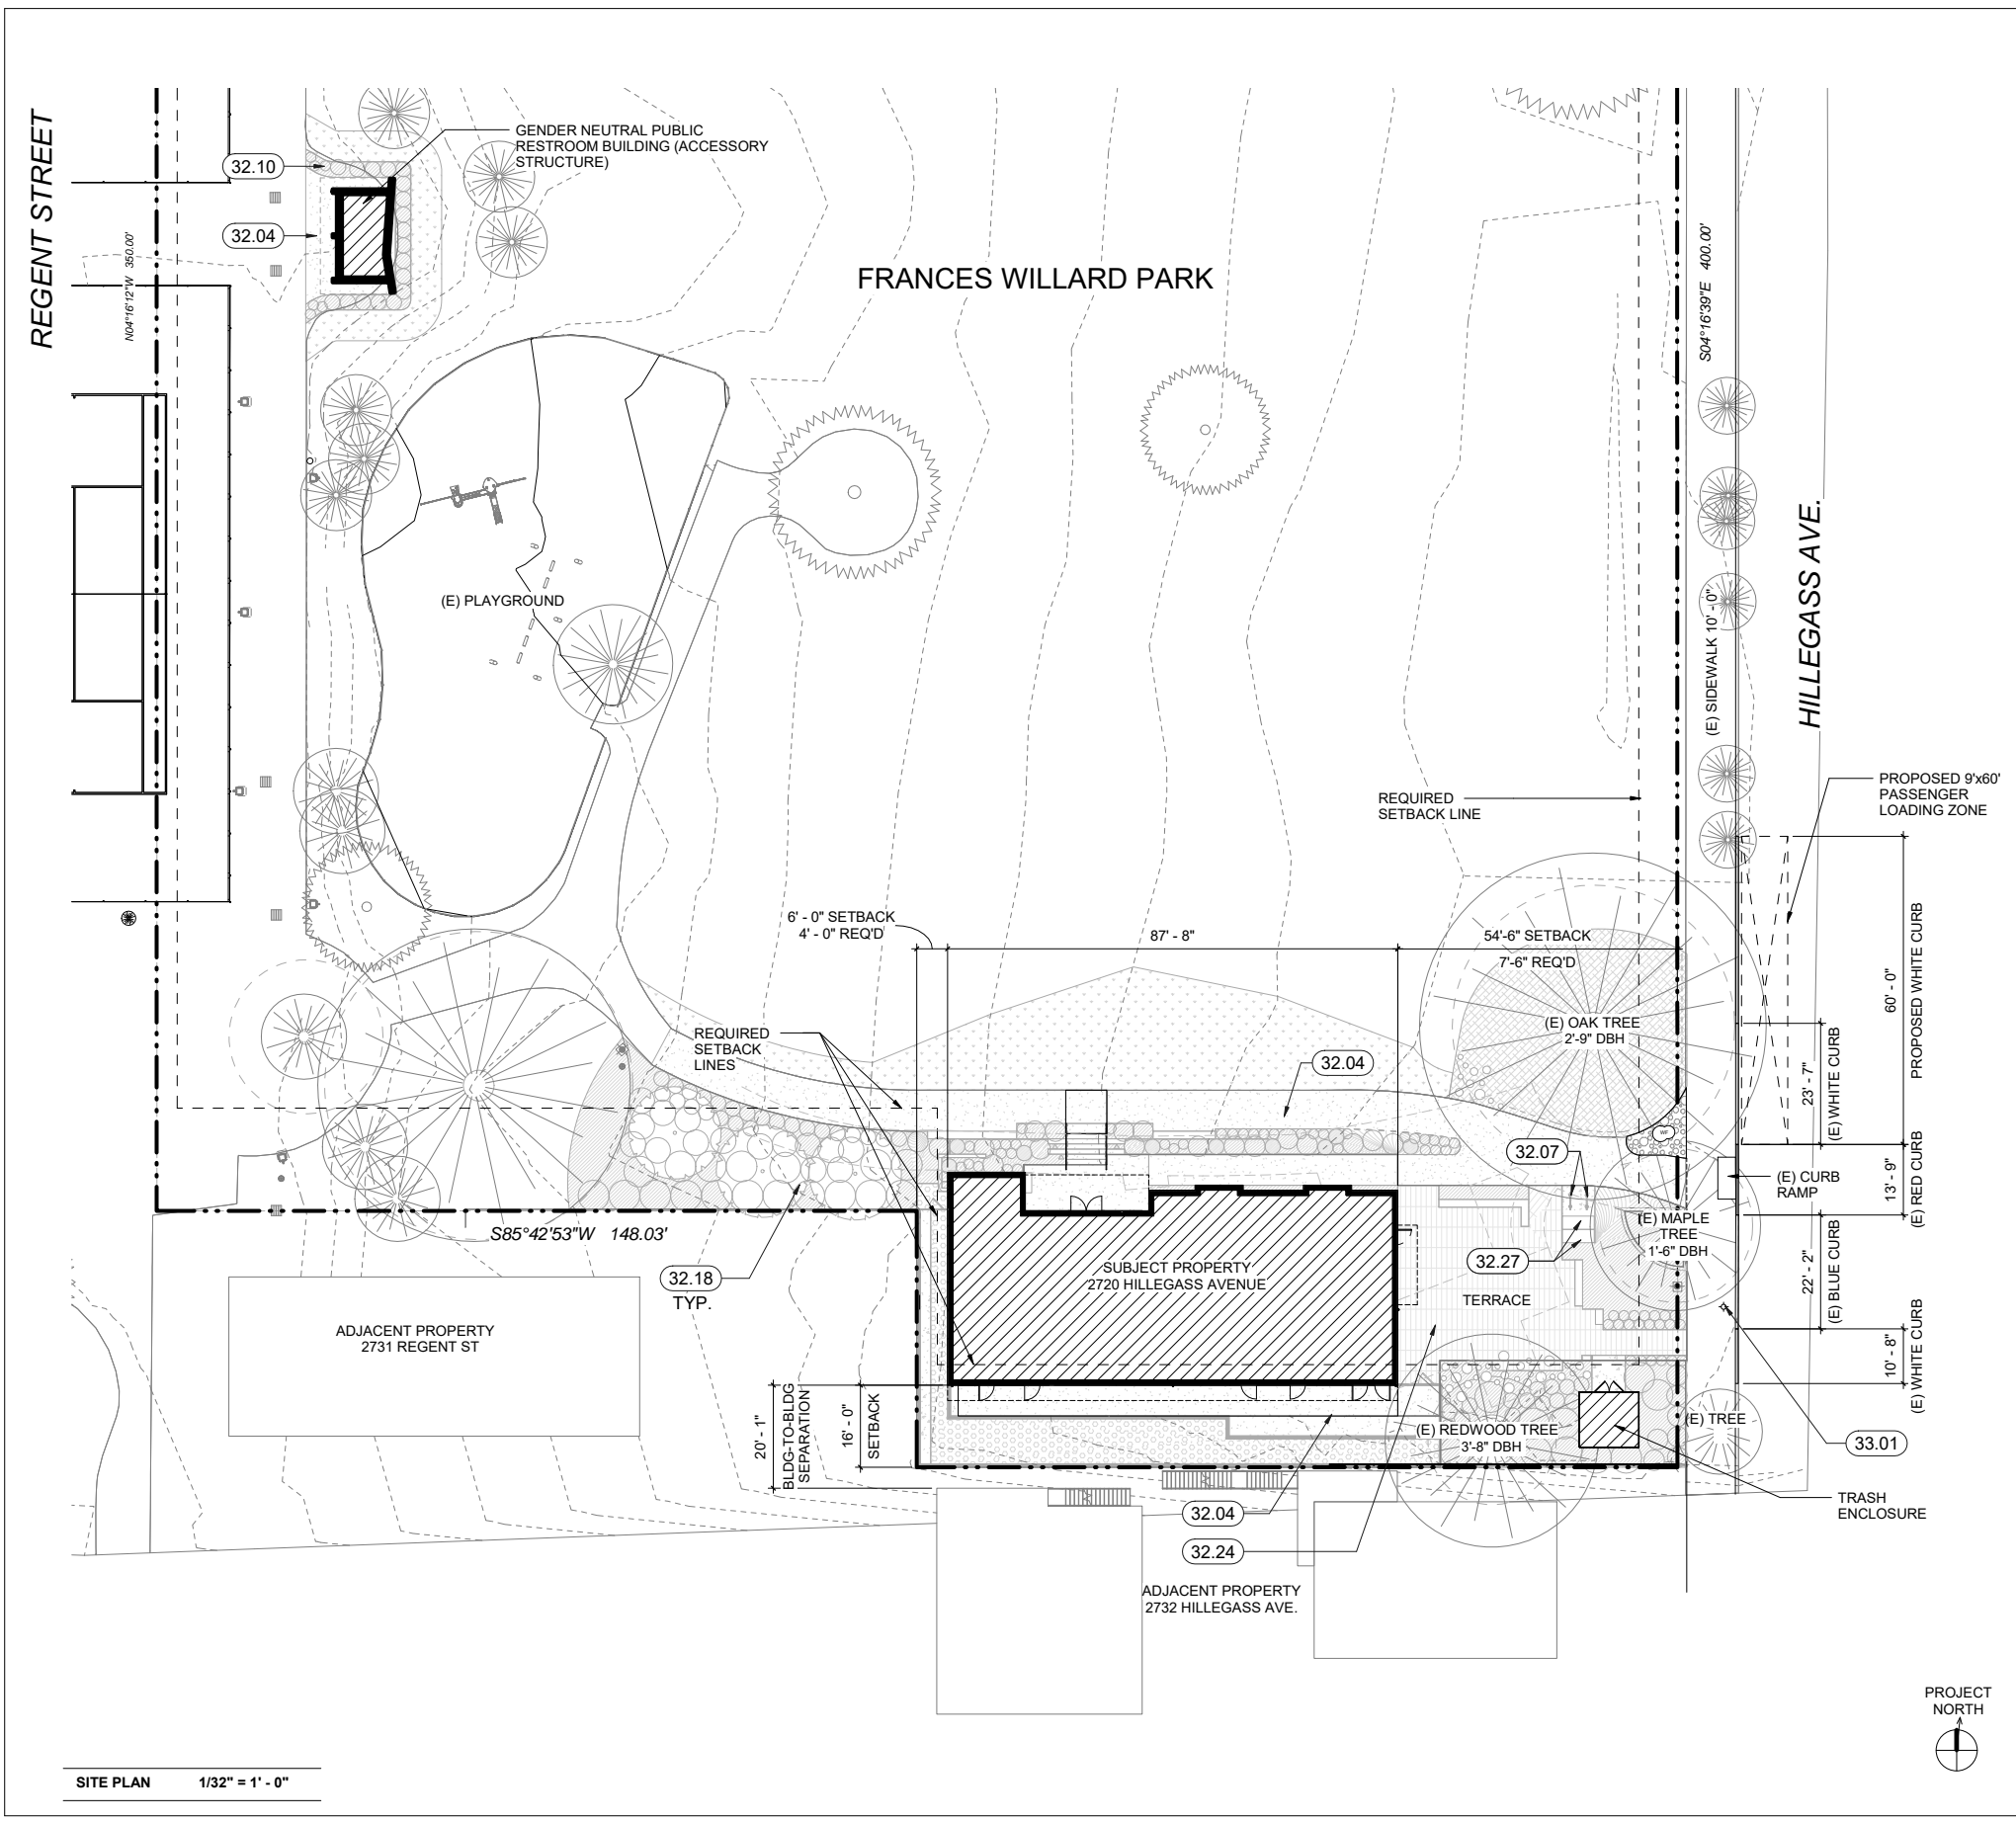 REGENT STREET
N04°16'12"W 350.00'
32.10
32.04
GENDER NEUTRAL PUBLIC
RESTROOM BUILDING (ACCESSORY
STRUCTURE)
FRANCES WILLARD PARK
S04°16'39"E 400.00'
(E) PLAYGROUND
(E) SIDEWALK 10' - 0"
HILLEGASS AVE.
REQUIRED
SETBACK LINE
PROPOSED 9'x60'
PASSENGER
LOADING ZONE
6' - 0" SETBACK
4' - 0" REQ'D
87' - 8"
54'-6" SETBACK
7'-6" REQ'D
60' - 0"
PROPOSED WHITE CURB
REQUIRED
SETBACK
LINES
32.04
(E) OAK TREE
2'-9" DBH
23' - 7"
(E) WHITE CURB
WF
32.07
(E) CURB
RAMP
13' - 9"
(E) RED CURB
S85°42'53"W 148.03'
32.18
TYP.
SUBJECT PROPERTY
2720 HILLEGASS AVENUE
32.27
TERRACE
(E) MAPLE
TREE
1'-6" DBH
22' - 2"
(E) BLUE CURB
ADJACENT PROPERTY
2731 REGENT ST
20' - 1"
BLDG-TO-BLDG
SEPARATION
16' - 0"
SETBACK
10' - 8"
(E) WHITE CURB
(E) REDWOOD TREE
3'-8" DBH
(E) TREE
33.01
32.04
32.24
TRASH
ENCLOSURE
ADJACENT PROPERTY
2732 HILLEGASS AVE.
PROJECT
NORTH
SITE PLAN 1/32" = 1' - 0"